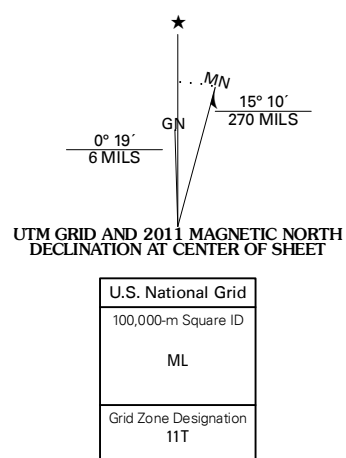 MN
GN
15° 10´
270 MILS
0° 19´
6 MILS
UTM GRID AND 2011 MAGNETIC NORTH
DECLINATION AT CENTER OF SHEET
U.S. National Grid
100,000-m Square ID
ML
Grid Zone Designation
11T